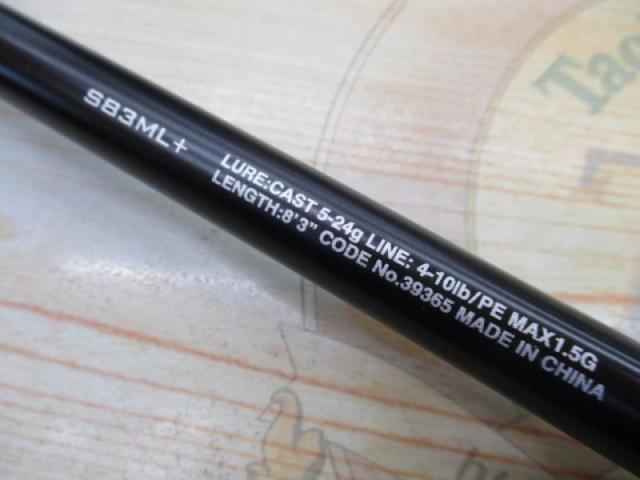 S83ML+
LURE:CAST 5-24g LINE: 4-10lb/PE MAX1.5G
LENGTH:8'3" CODE No.39365 MADE IN CHINA
Tac